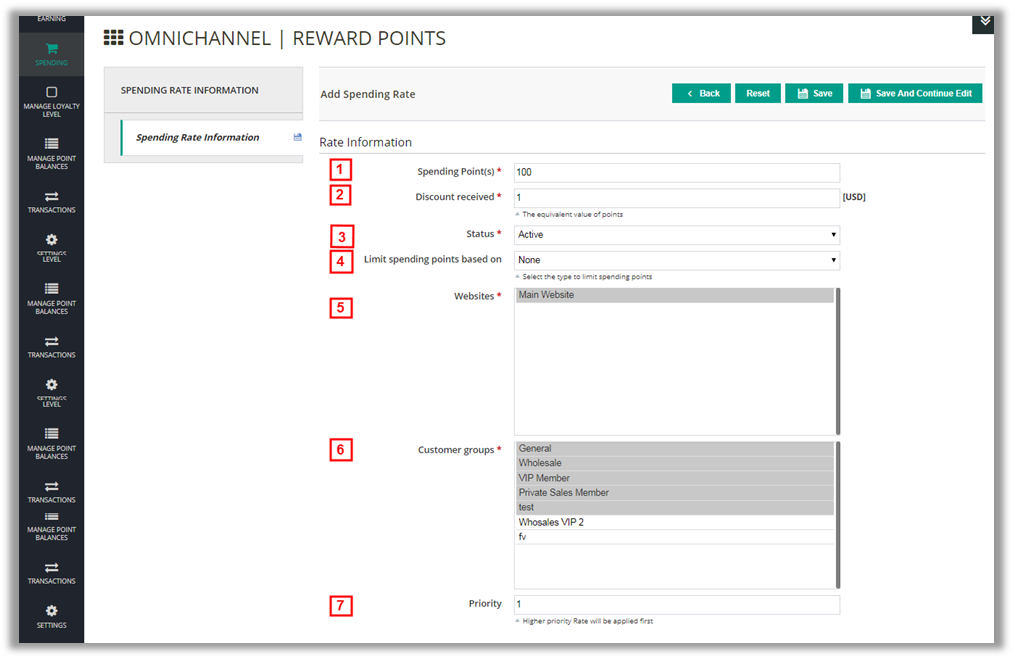 EARNING
SPENDING
MANAGE LOYALTY
LEVEL
MANAGE POINT
BALANCES
TRANSACTIONS
SETTINGS
LEVEL
MANAGE POINT
BALANCES
TRANSACTIONS
SETTINGS
LEVEL
MANAGE POINT
BALANCES
TRANSACTIONS
MANAGE POINT
BALANCES
TRANSACTIONS
SETTINGS
OMNICHANNEL | REWARD POINTS
SPENDING RATE INFORMATION
Spending Rate Information
Add Spending Rate
Back Reset Save Save And Continue Edit
Rate Information
1 Spending Point(s) * 100
2 Discount received * 1 [USD]
The equivalent value of points
3 Status * Active
4 Limit spending points based on None
Select the type to limit spending points
5 Websites * Main Website
6 Customer groups * General
Wholesale
VIP Member
Private Sales Member
test
Whosales VIP 2
fv
7 Priority 1
Higher priority Rate will be applied first